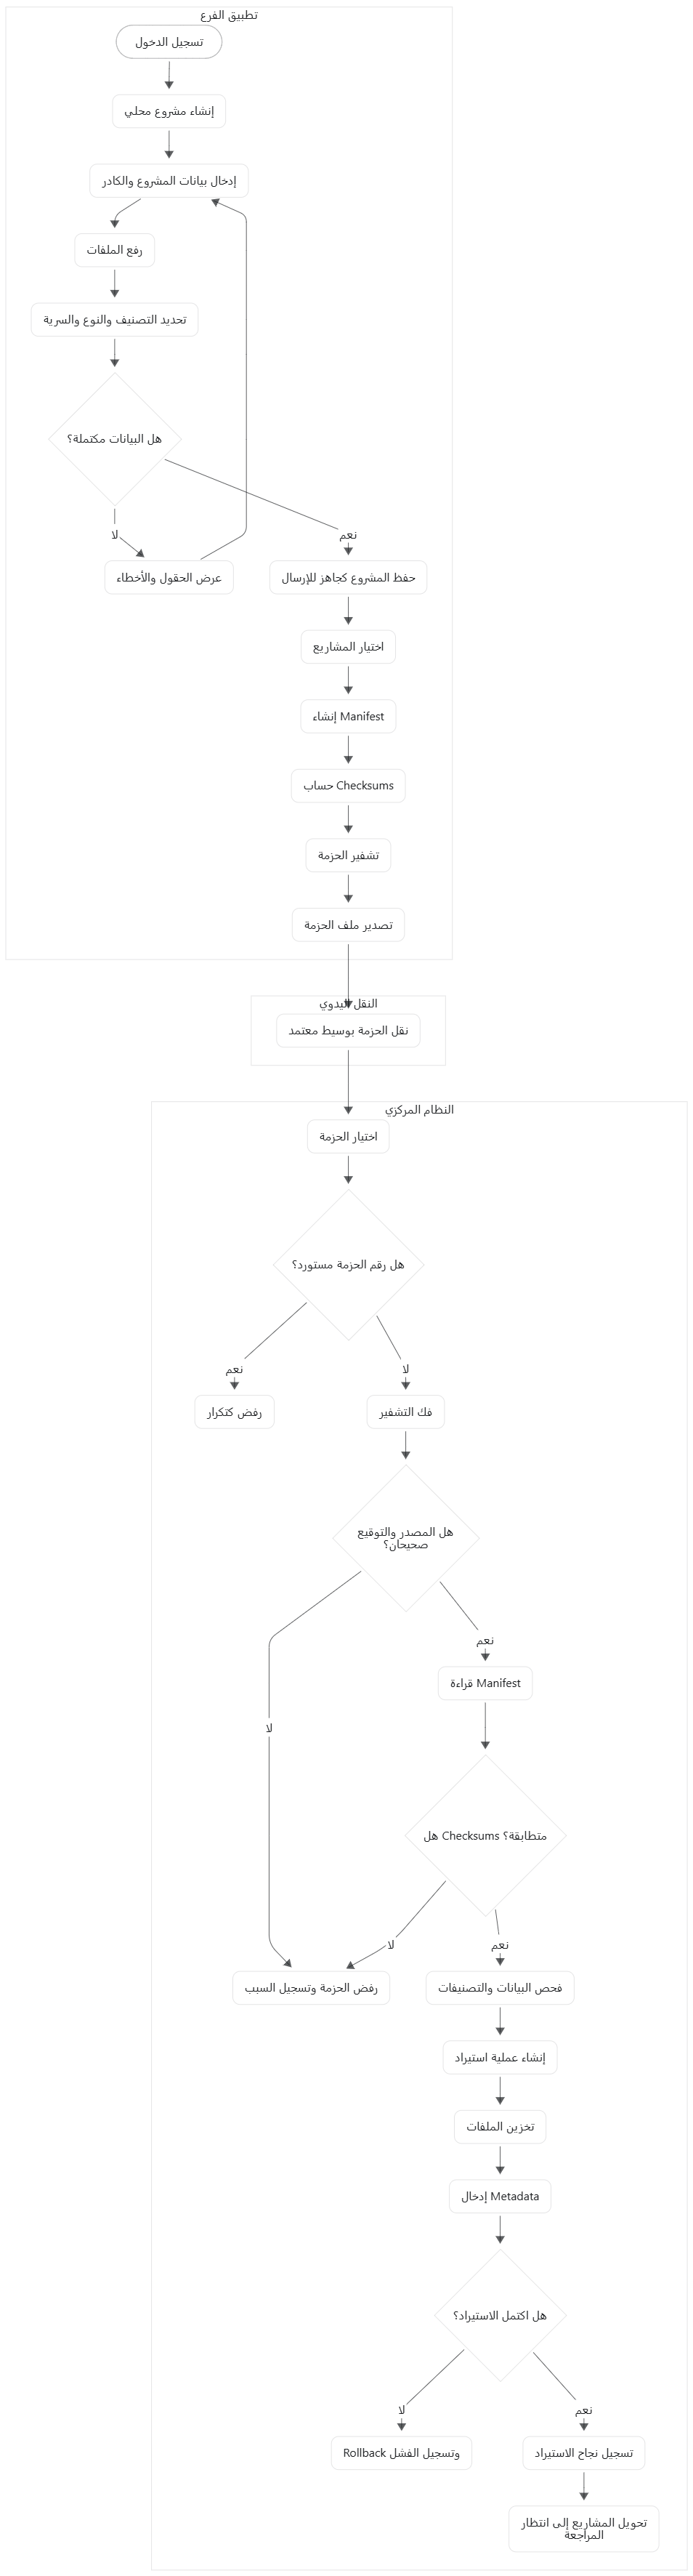 تطبيق الفرع
تسجيل الدخول
إنشاء مشروع محلي
إدخال بيانات المشروع والكادر
رفع الملفات
تحديد التصنيف والنوع والسرية
هل البيانات مكتملة؟
لا
نعم
عرض الحقول والأخطاء
حفظ المشروع كجاهز للإرسال
اختيار المشاريع
إنشاء Manifest
حساب Checksums
تشفير الحزمة
تصدير ملف الحزمة
النقل اليدوي
نقل الحزمة بوسيط معتمد
النظام المركزي
اختيار الحزمة
هل رقم الحزمة مستورد؟
نعم
لا
رفض كتكرار
فك التشفير
هل المصدر والتوقيع
صحيحان؟
نعم
قراءة Manifest
لا
هل Checksums متطابقة؟
لا
نعم
رفض الحزمة وتسجيل السبب
فحص البيانات والتصنيفات
إنشاء عملية استيراد
تخزين الملفات
إدخال Metadata
هل اكتمل الاستيراد؟
لا
نعم
Rollback وتسجيل الفشل
تسجيل نجاح الاستيراد
تحويل المشاريع إلى انتظار
المراجعة